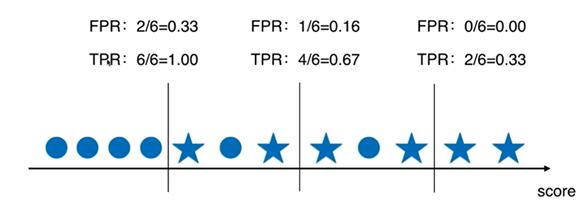 FPR：2/6=0.33 FPR：1/6=0.16 FPR：0/6=0.00
TPR：6/6=1.00 TPR：4/6=0.67 TPR：2/6=0.33
score